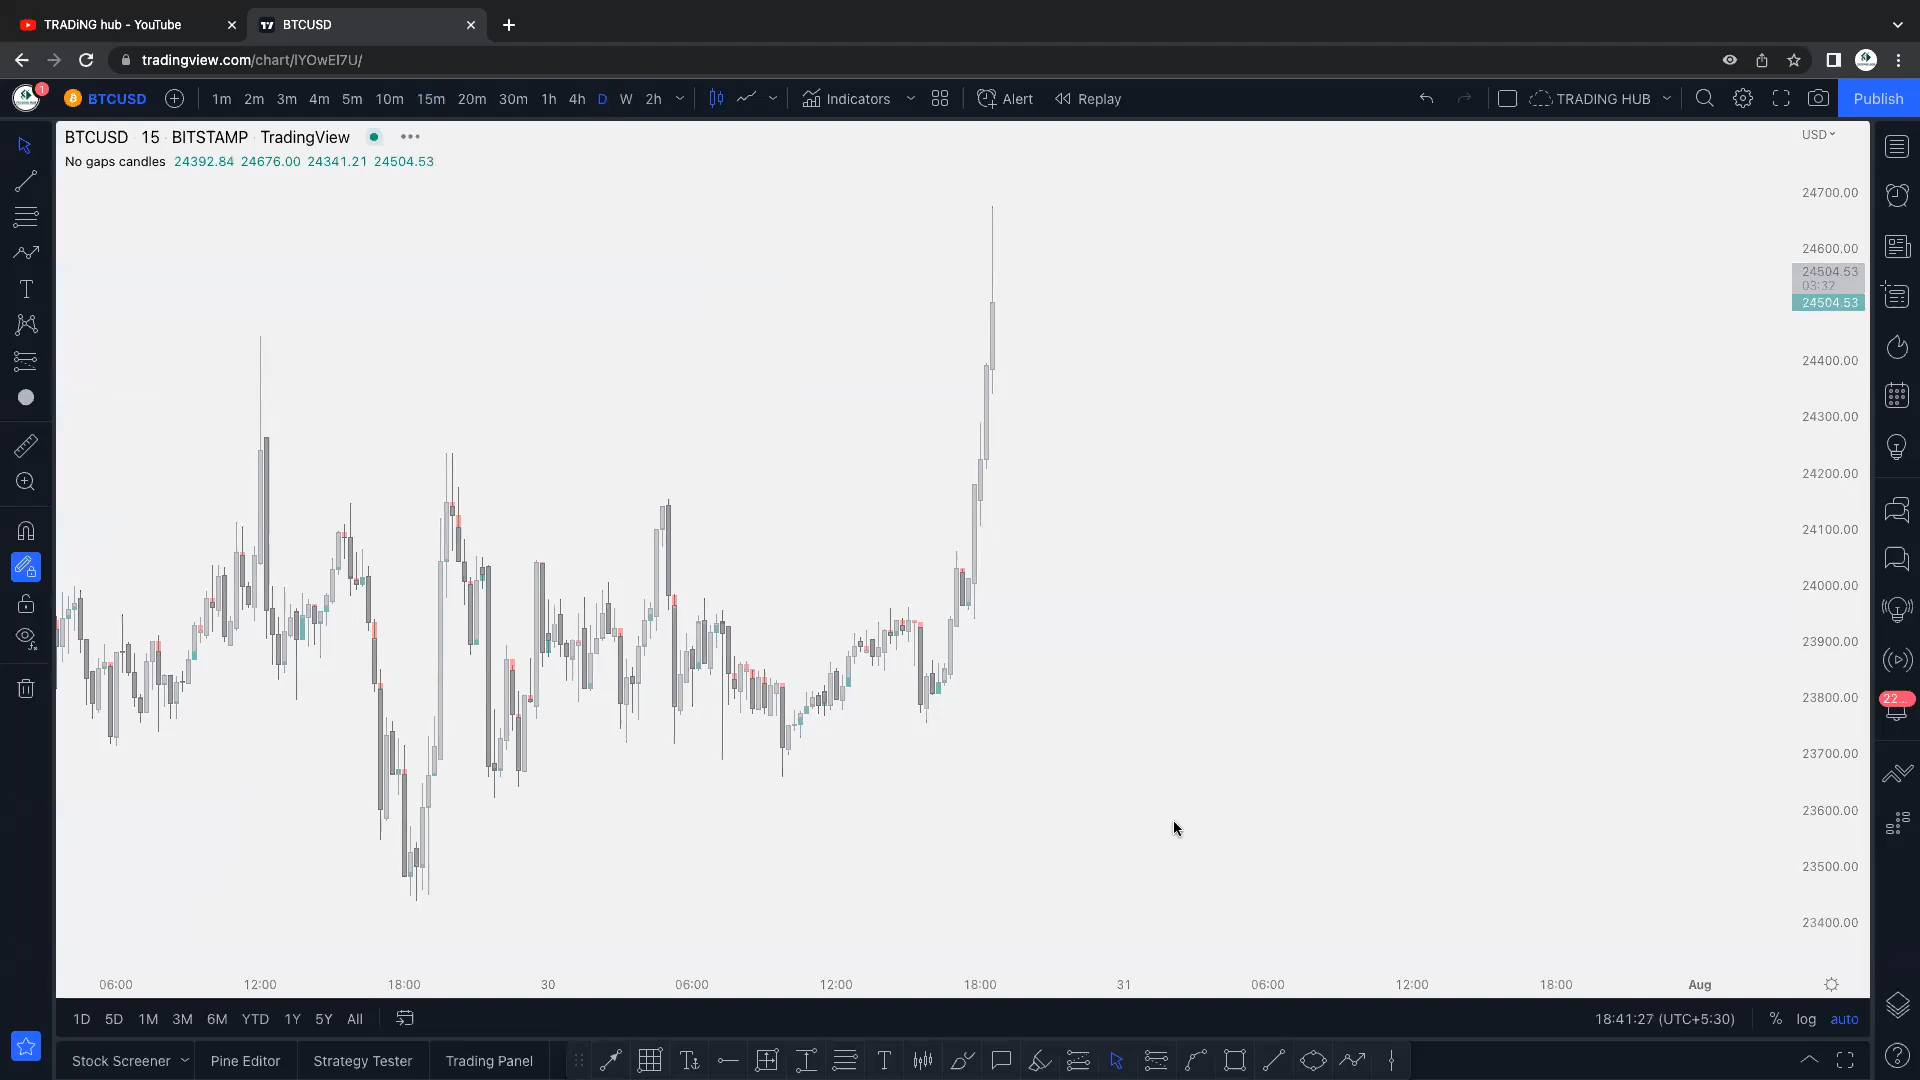 TRADiNG hub - YouTube
BTCUSD
tradingview.com/chart/lYOwEl7U/
1
BTCUSD
1m 2m 3m 4m 5m 10m 15m 20m 30m 1h 4h D W 2h
Indicators
Alert
Replay
TRADING HUB
Publish
BTCUSD · 15 · BITSTAMP · TradingView
USD
No gaps candles 24392.84 24676.00 24341.21 24504.53
24700.00
24600.00
24504.53
03:32
24504.53
24400.00
24300.00
24200.00
24100.00
24000.00
23900.00
23800.00
23700.00
23600.00
23500.00
23400.00
22...
06:00 12:00 18:00 30 06:00 12:00 18:00 31 06:00 12:00 18:00 Aug
1D 5D 1M 3M 6M YTD 1Y 5Y All
18:41:27 (UTC+5:30) % log auto
Stock Screener Pine Editor Strategy Tester Trading Panel